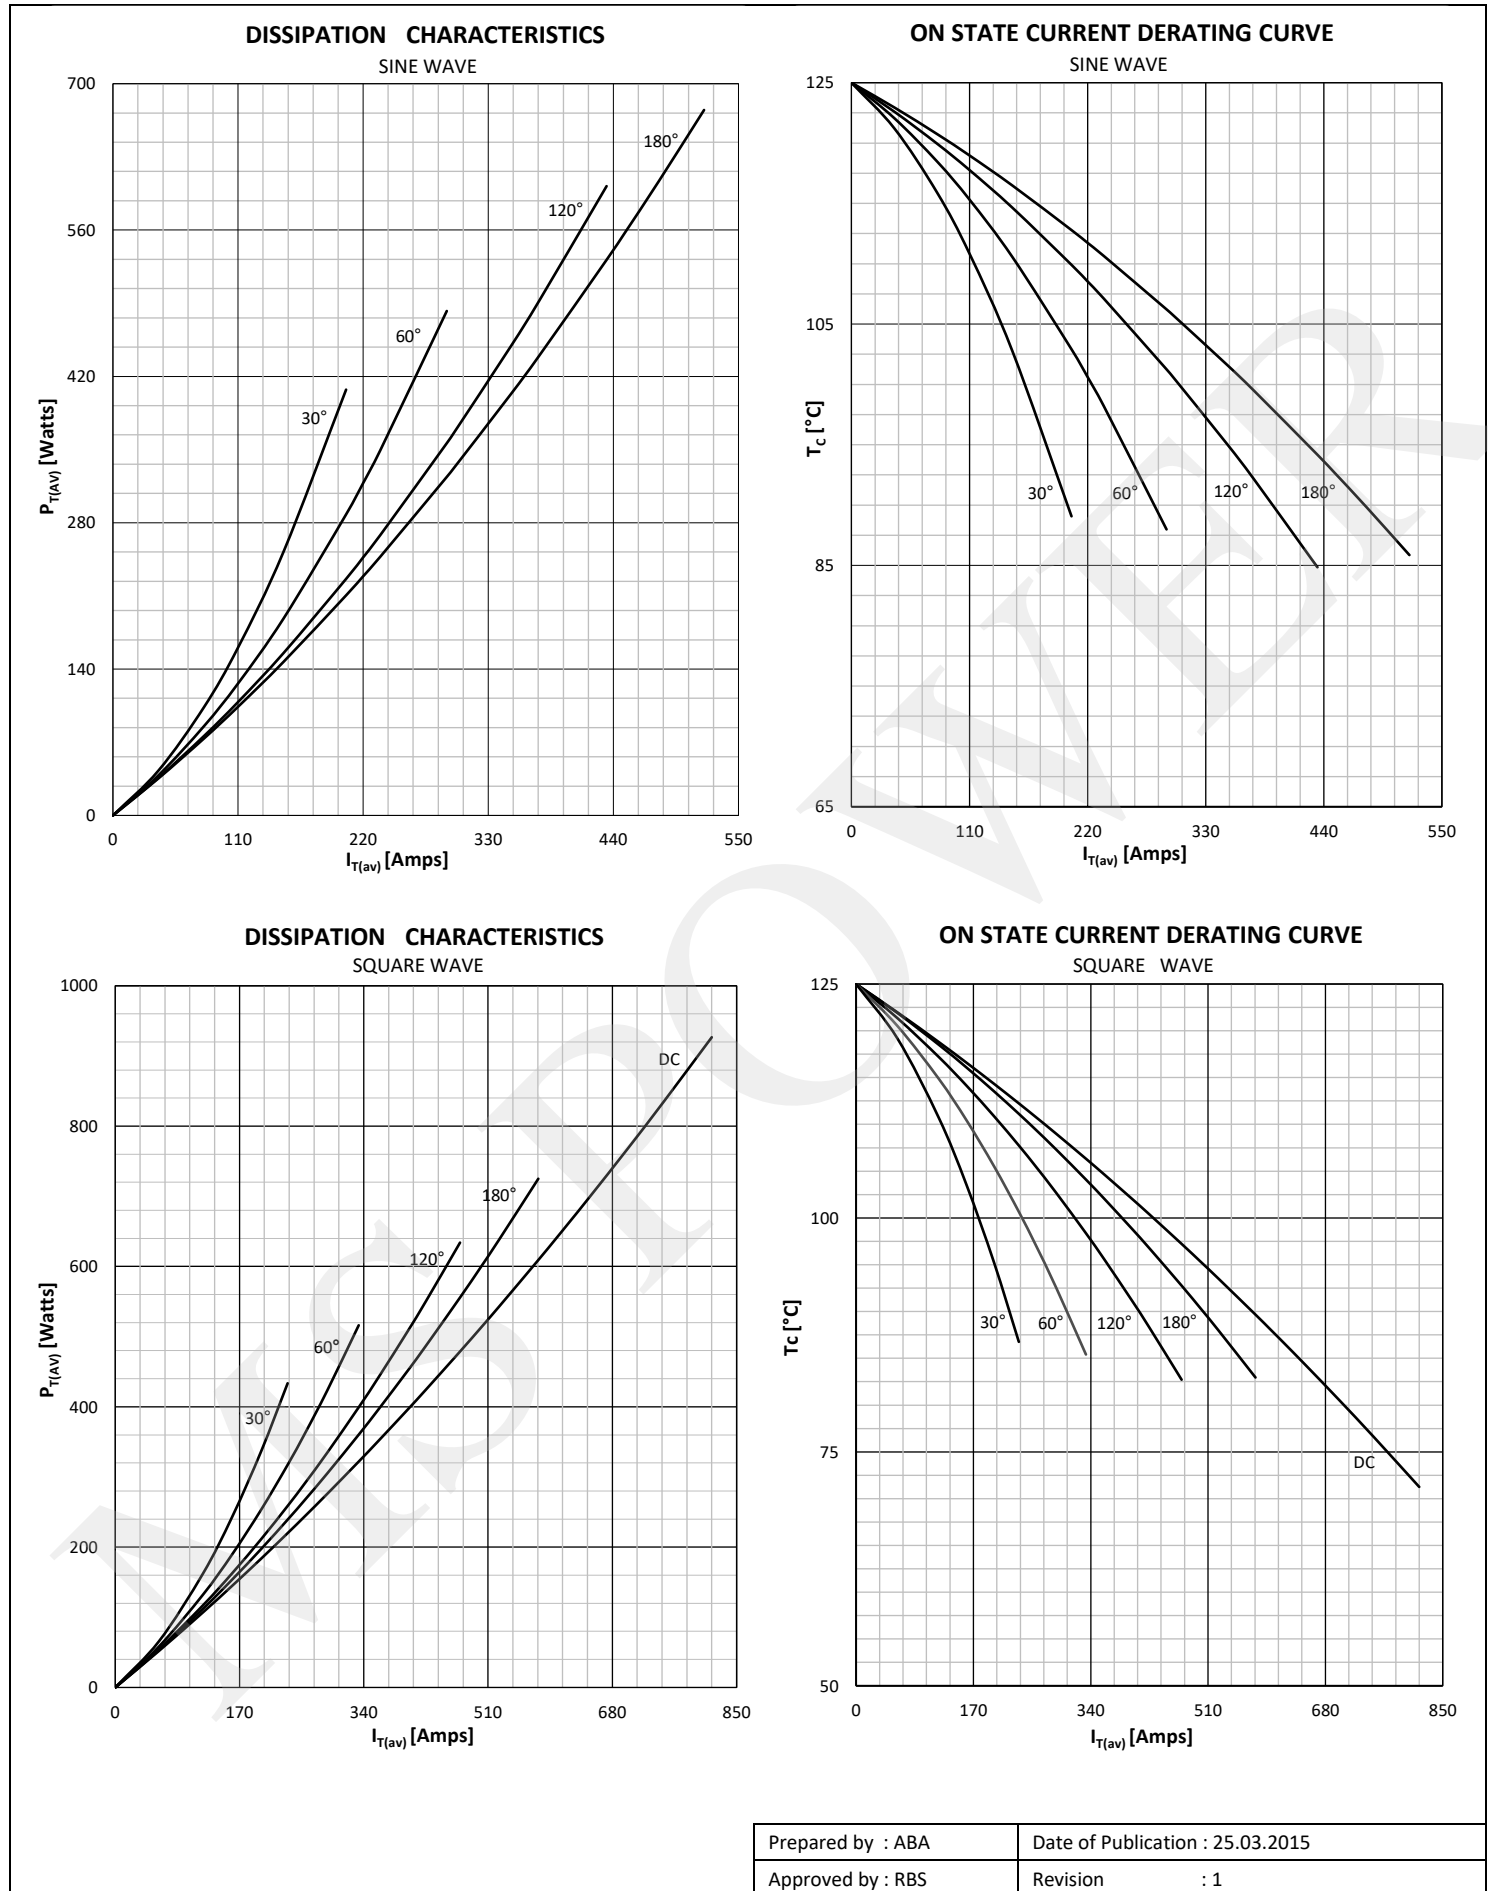 DISSIPATION CHARACTERISTICS
SINE WAVE
700
560
420
280
140
0
0 110 220 330 440 550
P_T(AV) [Watts]
I_T(av) [Amps]
30°
60°
120°
180°
ON STATE CURRENT DERATING CURVE
SINE WAVE
125
105
85
65
0 110 220 330 440 550
T_C [°C]
I_T(av) [Amps]
30° 60° 120° 180°
DISSIPATION CHARACTERISTICS
SQUARE WAVE
1000
800
600
400
200
0
0 170 340 510 680 850
P_T(AV) [Watts]
I_T(av) [Amps]
30°
60°
120°
180°
DC
ON STATE CURRENT DERATING CURVE
SQUARE WAVE
125
100
75
50
0 170 340 510 680 850
Tc [°C]
I_T(av) [Amps]
30° 60° 120° 180°
DC
MS POWER
Prepared by : ABA Date of Publication : 25.03.2015
Approved by : RBS Revision : 1